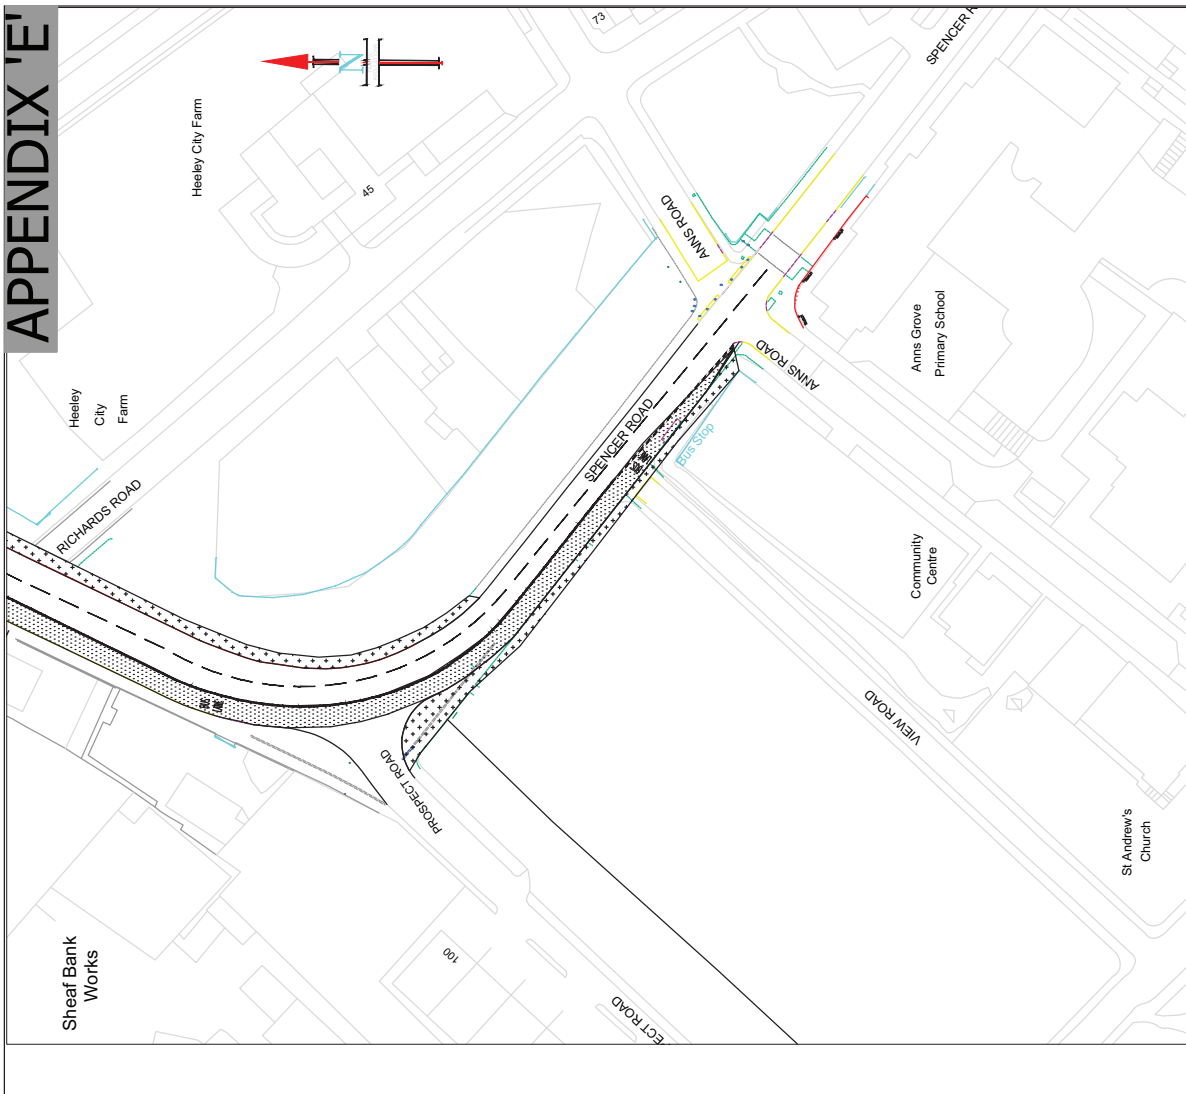 APPENDIX 'E'
73
SPENCER R
N
Heeley City Farm
45
ANNS ROAD
Anns Grove
Primary School
ANNS ROAD
Heeley
City
Farm
SPENCER ROAD
Bus Stop
RICHARDS ROAD
Community
Centre
BUS
LANE
VIEW ROAD
PROSPECT ROAD
St Andrew's
Church
Sheaf Bank
Works
100
ECT ROAD